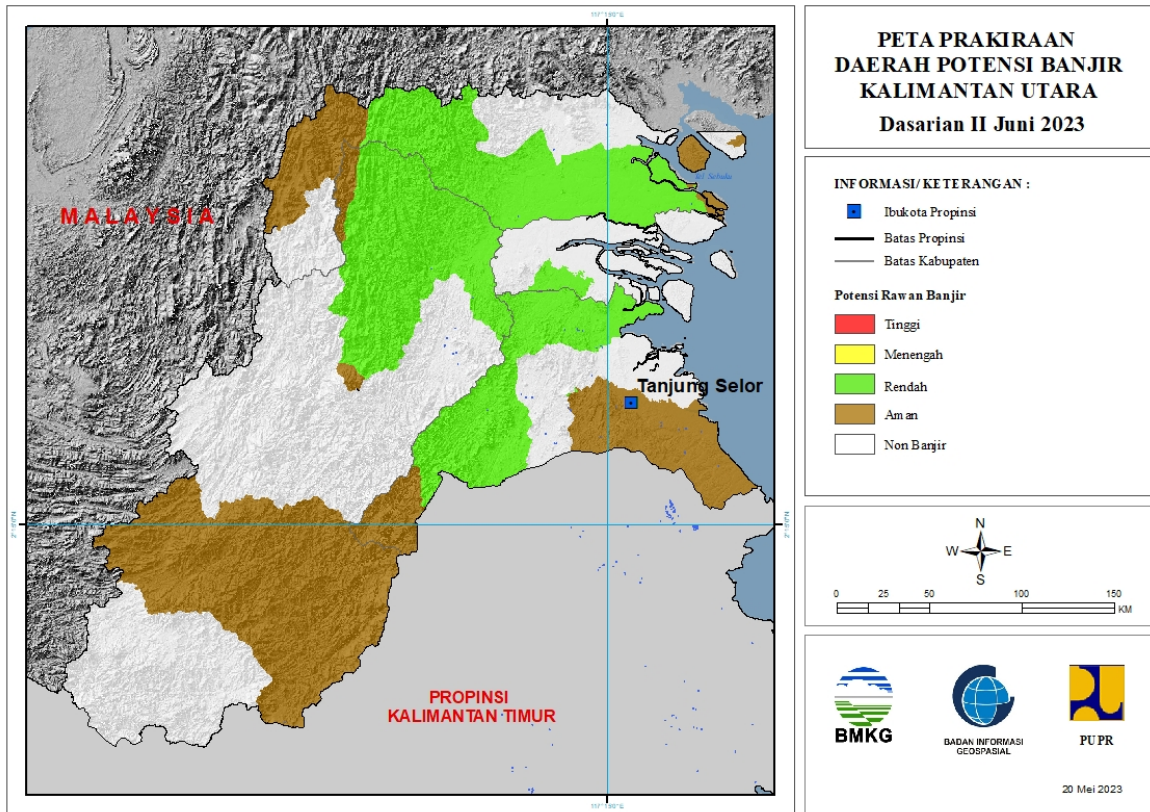 PETA PRAKIRAAN
DAERAH POTENSI BANJIR
KALIMANTAN UTARA
Dasarian II Juni 2023
INFORMASI/KETERANGAN :
Ibukota Propinsi
Batas Propinsi
Batas Kabupaten
Potensi Rawan Banjir
Tinggi
Menengah
Rendah
Aman
Non Banjir
N
W E
S
0 25 50 100 150
KM
BMKG
BADAN INFORMASI
GEOSPASIAL
PUPR
20 Mei 2023
MALAYSIA
Tanjung Selor
PROPINSI
KALIMANTAN TIMUR